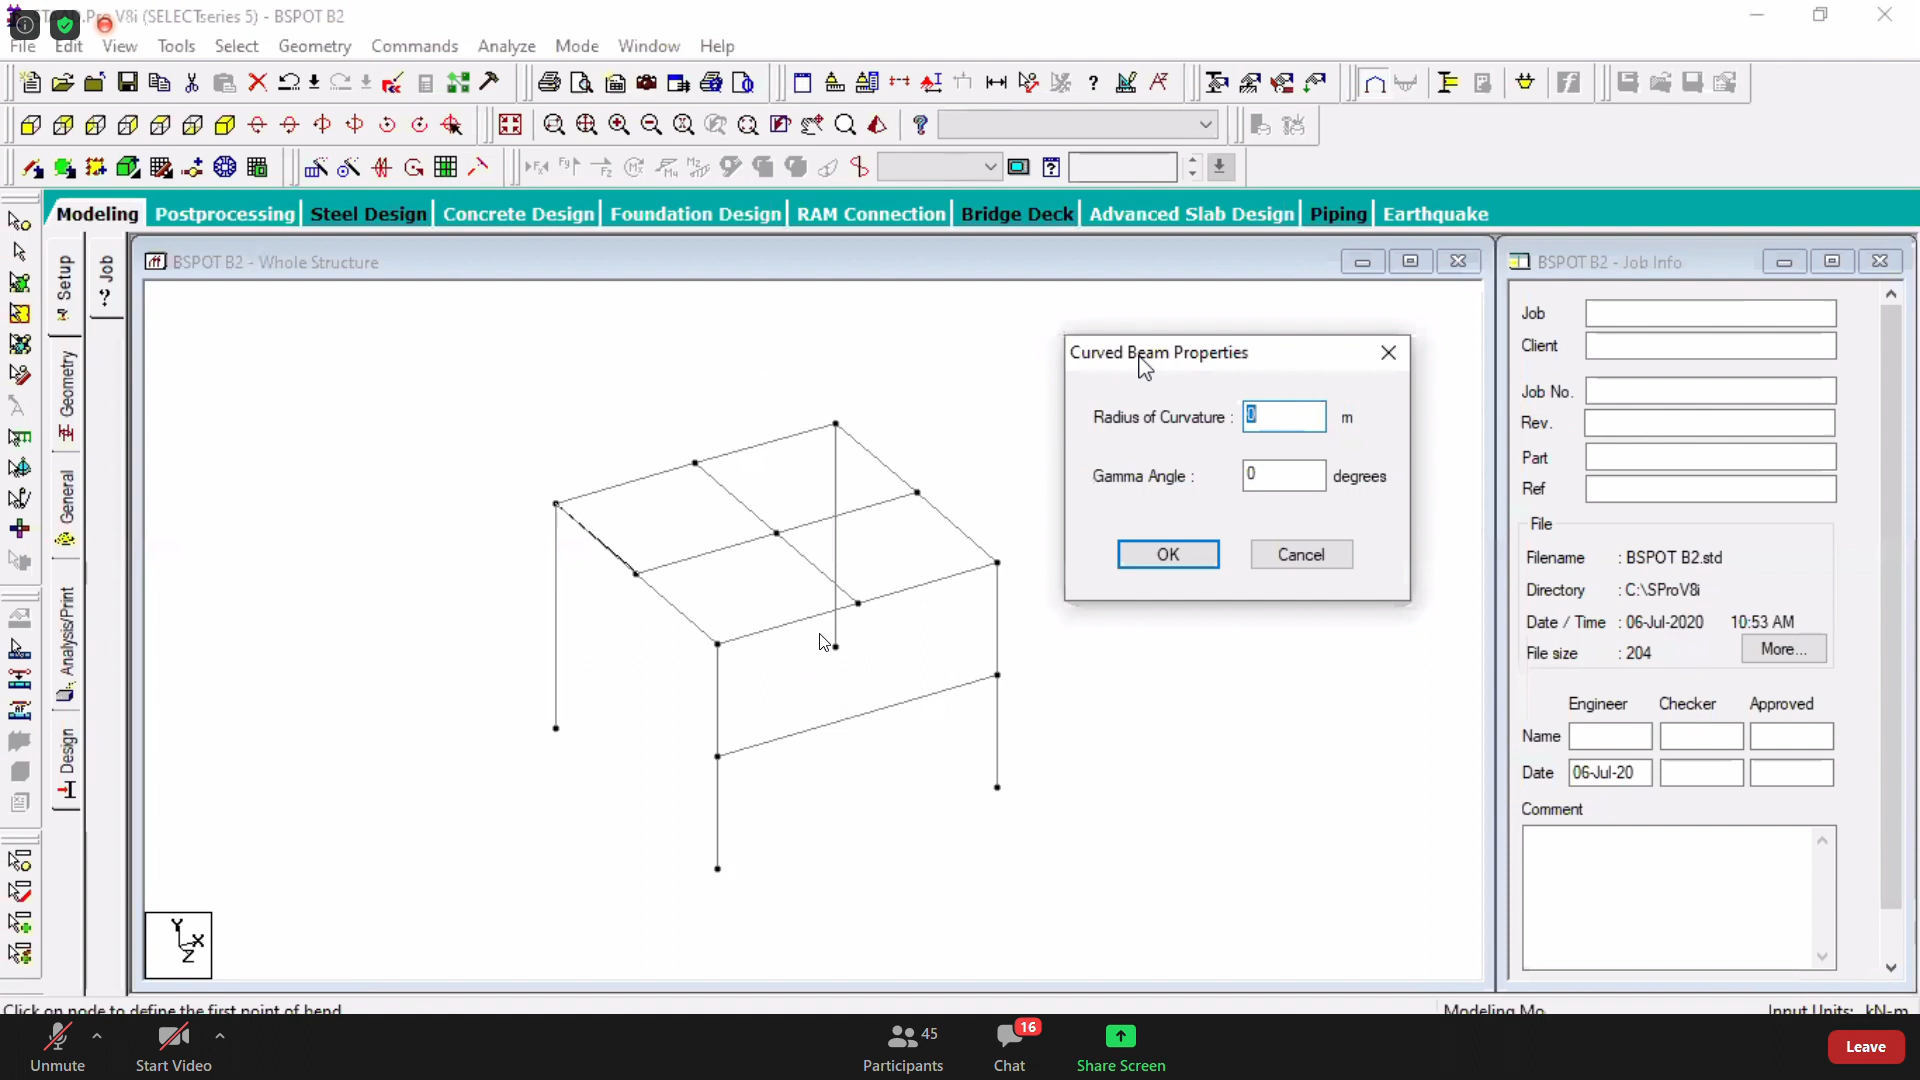 .Pro V8i (SELECTseries 5) - BSPOT B2
File Edit View Tools Select Geometry Commands Analyze Mode Window Help
Modeling Postprocessing Steel Design Concrete Design Foundation Design RAM Connection Bridge Deck Advanced Slab Design Piping Earthquake
Setup
Geometry
General
Analysis/Print
Design
Job
BSPOT B2 - Whole Structure
Curved Beam Properties
Radius of Curvature : 0 m
Gamma Angle : 0 degrees
OK Cancel
Y
X
Z
BSPOT B2 - Job Info
Job
Client
Job No.
Rev.
Part
Ref
File
Filename : BSPOT B2.std
Directory : C:\SProV8i
Date / Time : 06-Jul-2020 10:53 AM
File size : 204 More...
Engineer Checker Approved
Name
Date 06-Jul-20
Comment
Click on node to define the first point of bend
Modeling Mo Input Units: kN-m
Unmute Start Video 45 Participants 16 Chat Share Screen Leave